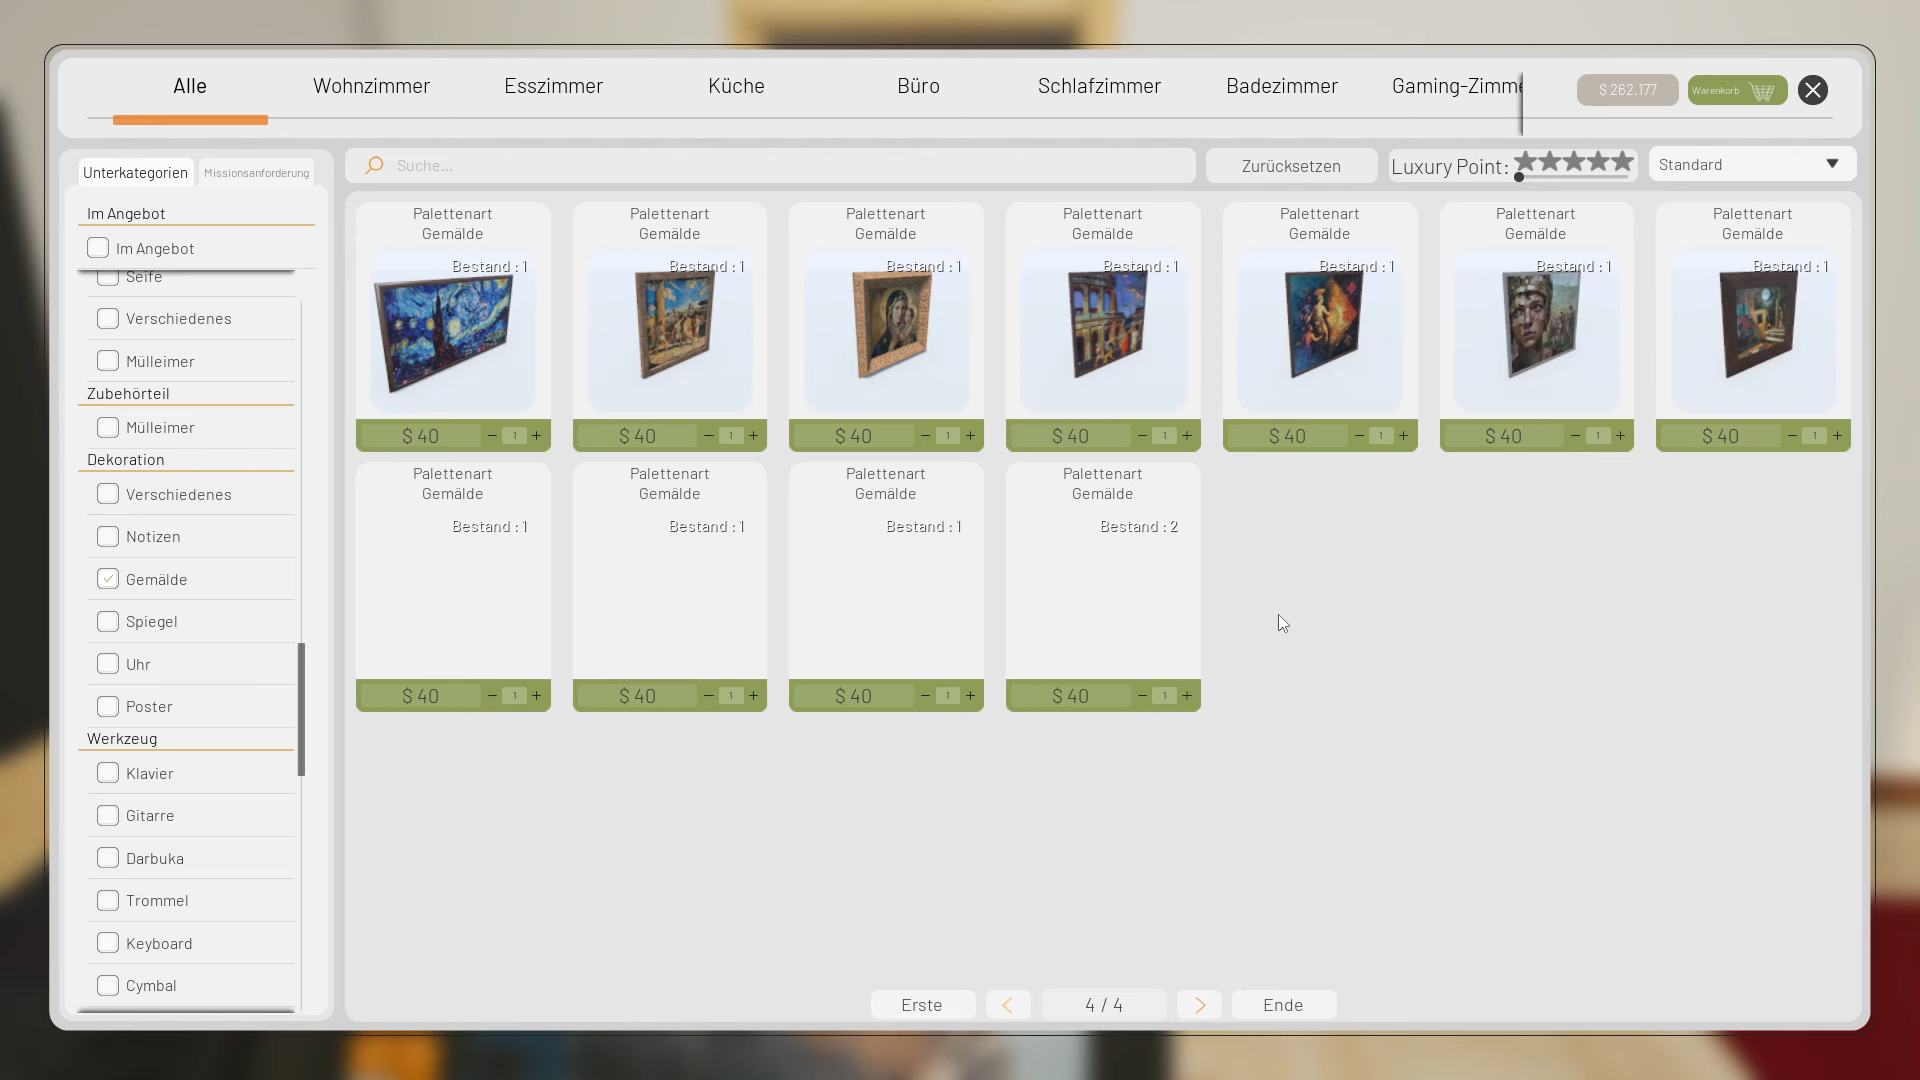 Alle
Wohnzimmer
Esszimmer
Küche
Büro
Schlafzimmer
Badezimmer
Gaming-Zimme
$ 262.177
Warenkorb
Unterkategorien
Missionsanforderung
Suche...
Zurücksetzen
Luxury Point:
Standard
Im Angebot
Im Angebot
Seife
Verschiedenes
Mülleimer
Zubehörteil
Mülleimer
Dekoration
Verschiedenes
Notizen
Gemälde
Spiegel
Uhr
Poster
Werkzeug
Klavier
Gitarre
Darbuka
Trommel
Keyboard
Cymbal
Palettenart
Gemälde
Bestand : 1
$ 40
− 1 +
Palettenart
Gemälde
Bestand : 1
$ 40
− 1 +
Palettenart
Gemälde
Bestand : 1
$ 40
− 1 +
Palettenart
Gemälde
Bestand : 1
$ 40
− 1 +
Palettenart
Gemälde
Bestand : 1
$ 40
− 1 +
Palettenart
Gemälde
Bestand : 1
$ 40
− 1 +
Palettenart
Gemälde
Bestand : 1
$ 40
− 1 +
Palettenart
Gemälde
Bestand : 1
$ 40
− 1 +
Palettenart
Gemälde
Bestand : 1
$ 40
− 1 +
Palettenart
Gemälde
Bestand : 1
$ 40
− 1 +
Palettenart
Gemälde
Bestand : 2
$ 40
− 1 +
Erste
<
4 / 4
>
Ende